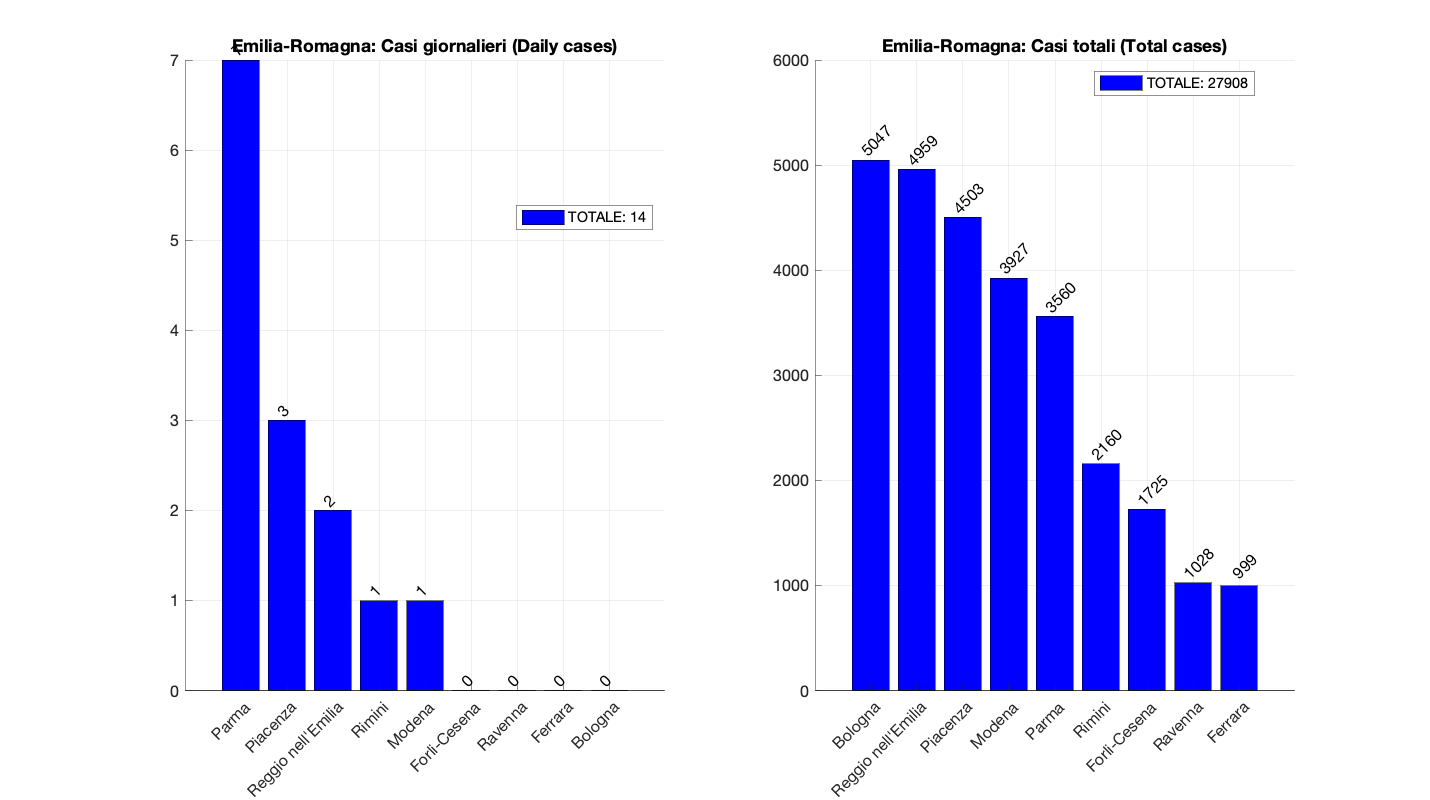 Emilia-Romagna: Casi giornalieri (Daily cases)
7
6
5
4
3
2
1
0
TOTALE: 14
7
3
2
1
1
0
0
0
0
Parma
Piacenza
Reggio nell'Emilia
Rimini
Modena
Forlì-Cesena
Ravenna
Ferrara
Bologna
Emilia-Romagna: Casi totali (Total cases)
6000
5000
4000
3000
2000
1000
0
TOTALE: 27908
5047
4959
4503
3927
3560
2160
1725
1028
999
Bologna
Reggio nell'Emilia
Piacenza
Modena
Parma
Rimini
Forlì-Cesena
Ravenna
Ferrara